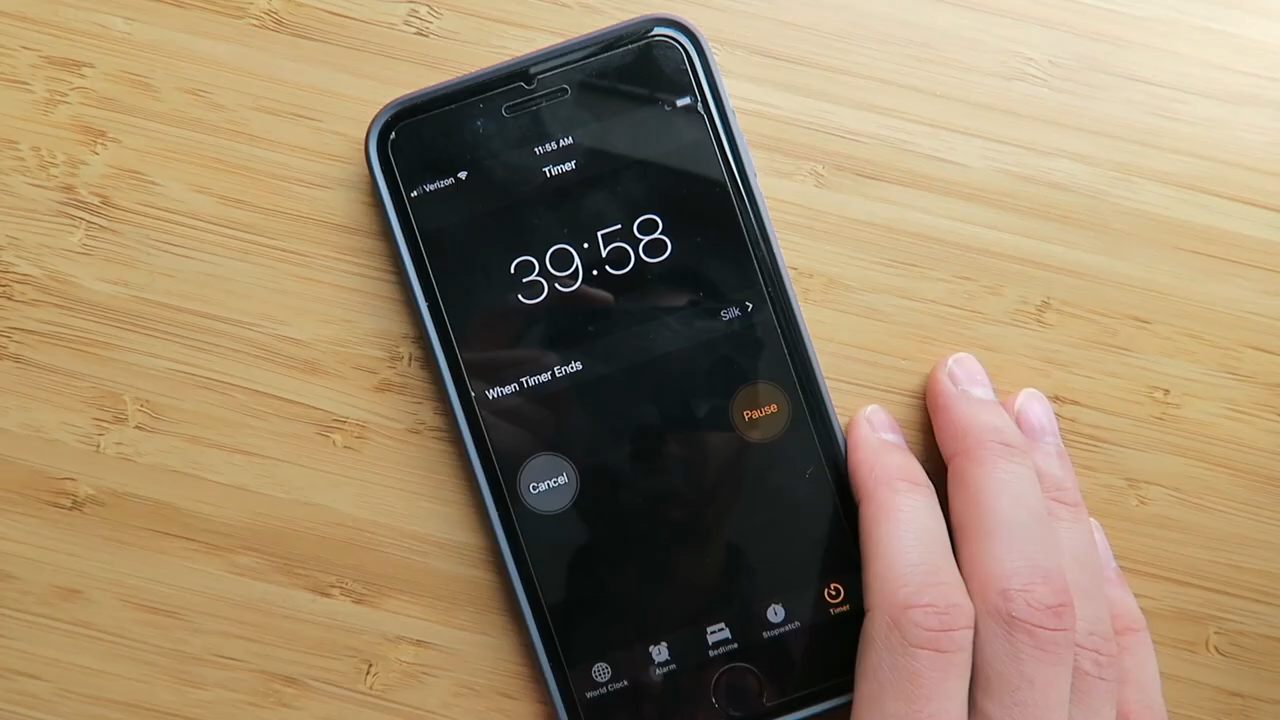 11:55 AM
Verizon
Timer
39:58
When Timer Ends
Silk
Cancel
Pause
World Clock
Alarm
Bedtime
Stopwatch
Timer